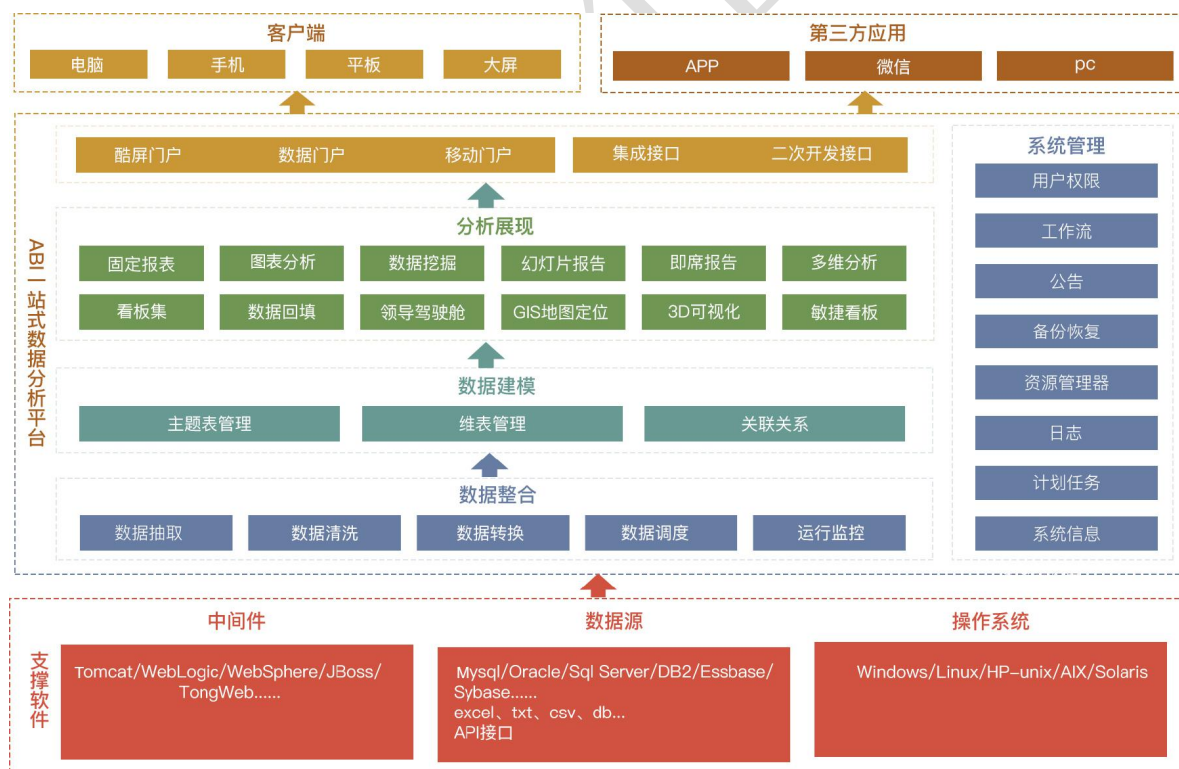 客户端
电脑
手机
平板
大屏
第三方应用
APP
微信
pc
ABI一站式数据分析平台
酷屏门户
数据门户
移动门户
集成接口
二次开发接口
分析展现
固定报表
图表分析
数据挖掘
幻灯片报告
即席报告
多维分析
看板集
数据回填
领导驾驶舱
GIS地图定位
3D可视化
敏捷看板
数据建模
主题表管理
维表管理
关联关系
数据整合
数据抽取
数据清洗
数据转换
数据调度
运行监控
系统管理
用户权限
工作流
公告
备份恢复
资源管理器
日志
计划任务
系统信息
支撑软件
中间件
Tomcat/WebLogic/WebSphere/JBoss/
TongWeb......
数据源
Mysql/Oracle/Sql Server/DB2/Essbase/
Sybase......
excel、txt、csv、db...
API接口
操作系统
Windows/Linux/HP-unix/AIX/Solaris